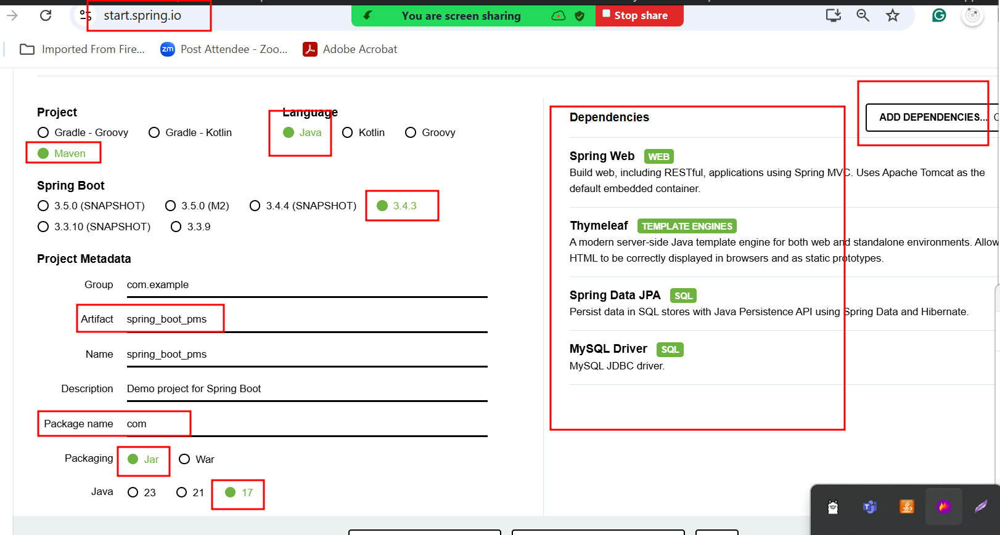 start.spring.io
You are screen sharing
Stop share
Imported From Fire...
zm
Post Attendee - Zoo...
Adobe Acrobat
Project
Gradle - Groovy
Gradle - Kotlin
Maven
Language
Java
Kotlin
Groovy
Spring Boot
3.5.0 (SNAPSHOT)
3.5.0 (M2)
3.4.4 (SNAPSHOT)
3.4.3
3.3.10 (SNAPSHOT)
3.3.9
Project Metadata
Group com.example
Artifact spring_boot_pms
Name spring_boot_pms
Description Demo project for Spring Boot
Package name com
Packaging Jar War
Java 23 21 17
Dependencies
ADD DEPENDENCIES...
Spring Web WEB
Build web, including RESTful, applications using Spring MVC. Uses Apache Tomcat as the
default embedded container.
Thymeleaf TEMPLATE ENGINES
A modern server-side Java template engine for both web and standalone environments. Allow
HTML to be correctly displayed in browsers and as static prototypes.
Spring Data JPA SQL
Persist data in SQL stores with Java Persistence API using Spring Data and Hibernate.
MySQL Driver SQL
MySQL JDBC driver.